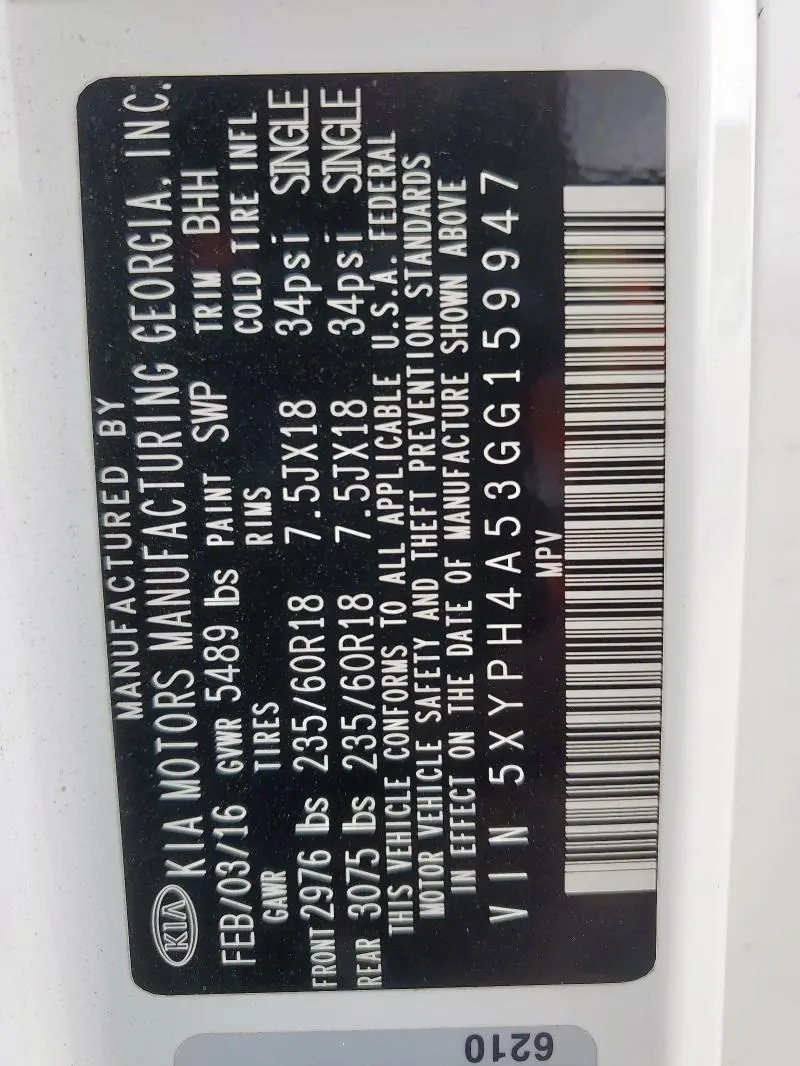 MANUFACTURED BY
KIA KIA MOTORS MANUFACTURING GEORGIA, INC.
FEB/03/16 GVWR 5489 lbs PAINT SWP TRIM BHH
GAWR TIRES RIMS COLD TIRE INFL
FRONT 2976 lbs 235/60R18 7.5JX18 34psi SINGLE
REAR 3075 lbs 235/60R18 7.5JX18 34psi SINGLE
THIS VEHICLE CONFORMS TO ALL APPLICABLE U.S.A. FEDERAL
MOTOR VEHICLE SAFETY AND THEFT PREVENTION STANDARDS
IN EFFECT ON THE DATE OF MANUFACTURE SHOWN ABOVE
VIN 5XYPH4A53GG159947
MPV
6210